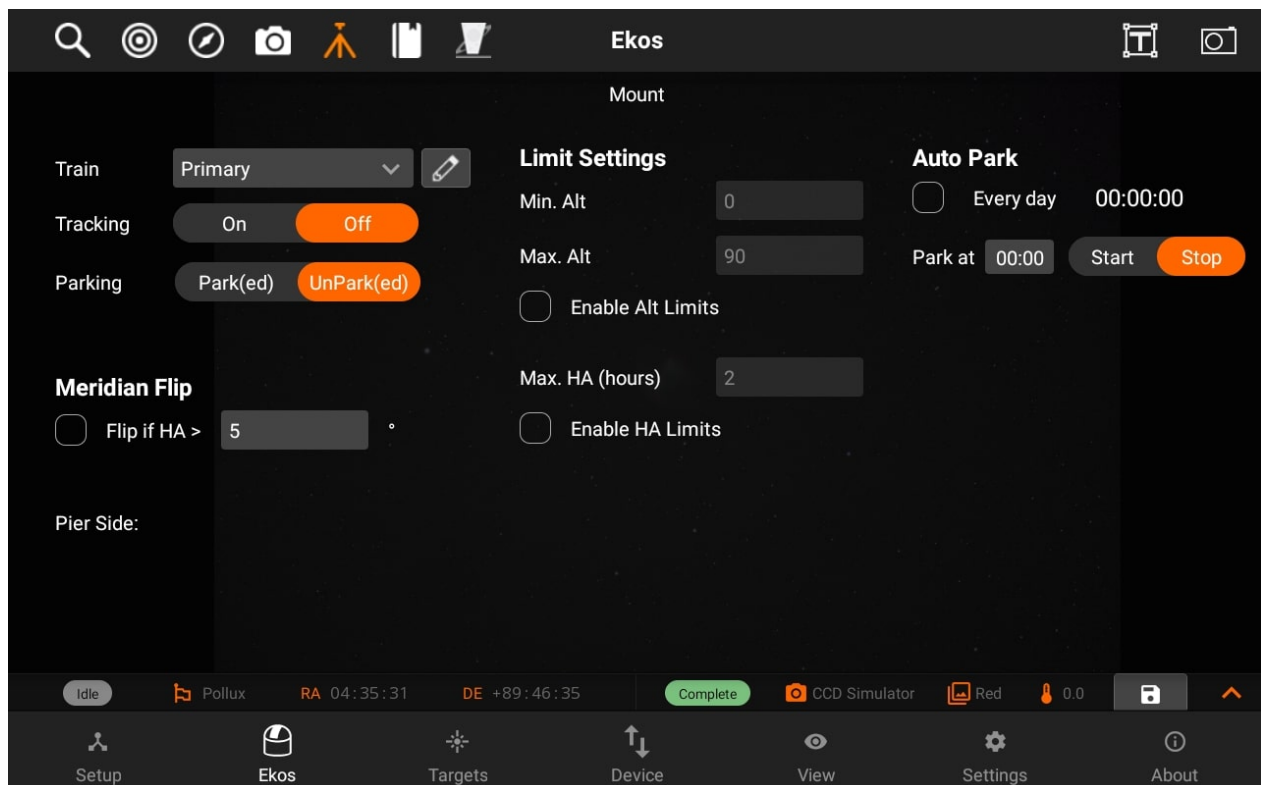 Ekos
Mount
Train Primary
Tracking On Off
Parking Park(ed) UnPark(ed)
Meridian Flip
Flip if HA > 5 °
Pier Side:
Limit Settings
Min. Alt 0
Max. Alt 90
Enable Alt Limits
Max. HA (hours) 2
Enable HA Limits
Auto Park
Every day 00:00:00
Park at 00:00 Start Stop
Idle Pollux RA 04:35:31 DE +89:46:35 Complete CCD Simulator Red 0.0
Setup Ekos Targets Device View Settings About